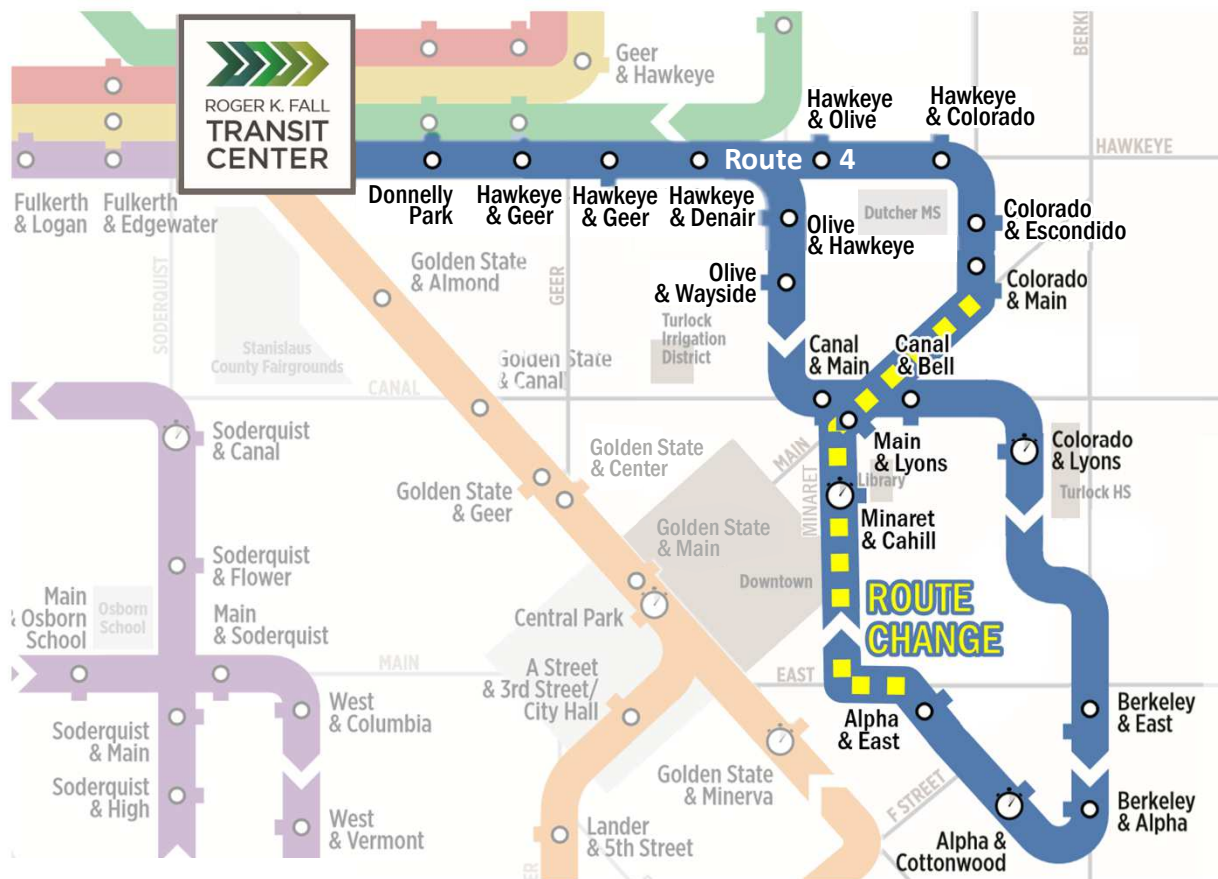 ROGER K. FALL
TRANSIT
CENTER
Geer
& Hawkeye
BERKI
Hawkeye
& Olive
Hawkeye
& Colorado
HAWKEYE
Route 4
Fulkerth
& Logan
Fulkerth
& Edgewater
Donnelly
Park
Hawkeye
& Geer
Hawkeye
& Geer
Hawkeye
& Denair
Olive
& Hawkeye
Dutcher MS
Colorado
& Escondido
Golden State
& Almond
GEER
Olive
& Wayside
Colorado
& Main
SODERQUIST
Stanislaus
County Fairgrounds
Turlock
Irrigation
District
Golden State
& Canal
CANAL
Canal
& Main
Canal
& Bell
Soderquist
& Canal
Golden State
& Center
MAIN
Main
& Lyons
Colorado
& Lyons
Library
Turlock HS
Golden State
& Geer
MINARET
Minaret
& Cahill
Golden State
& Main
Soderquist
& Flower
Downtown
Main
& Osborn
School
Osborn
School
Main
& Soderquist
Central Park
ROUTE
CHANGE
MAIN
A Street
& 3rd Street/
City Hall
EAST
West
& Columbia
Alpha
& East
Berkeley
& East
Soderquist
& Main
Golden State
& Minerva
Soderquist
& High
F STREET
Berkeley
& Alpha
West
& Vermont
Lander
& 5th Street
Alpha &
Cottonwood
ER